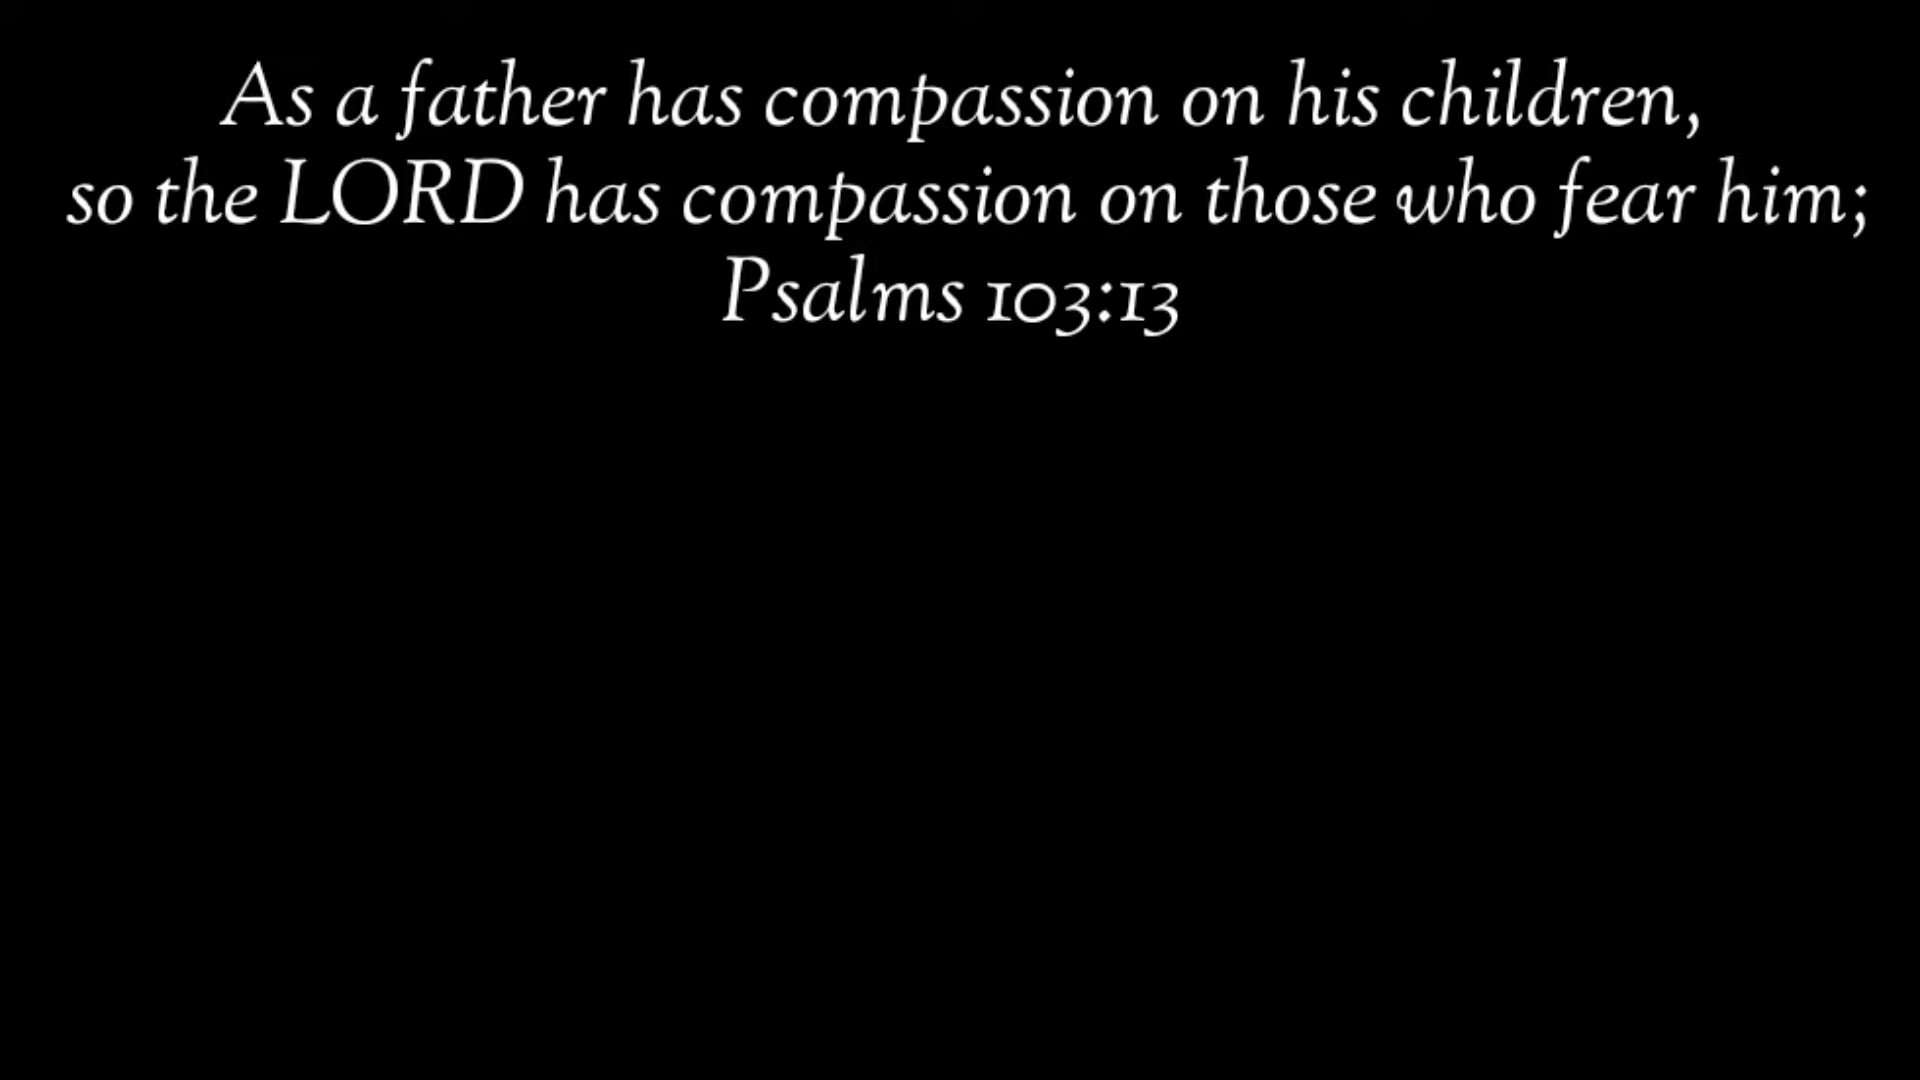 As a father has compassion on his children,
so the LORD has compassion on those who fear him;
Psalms 103:13